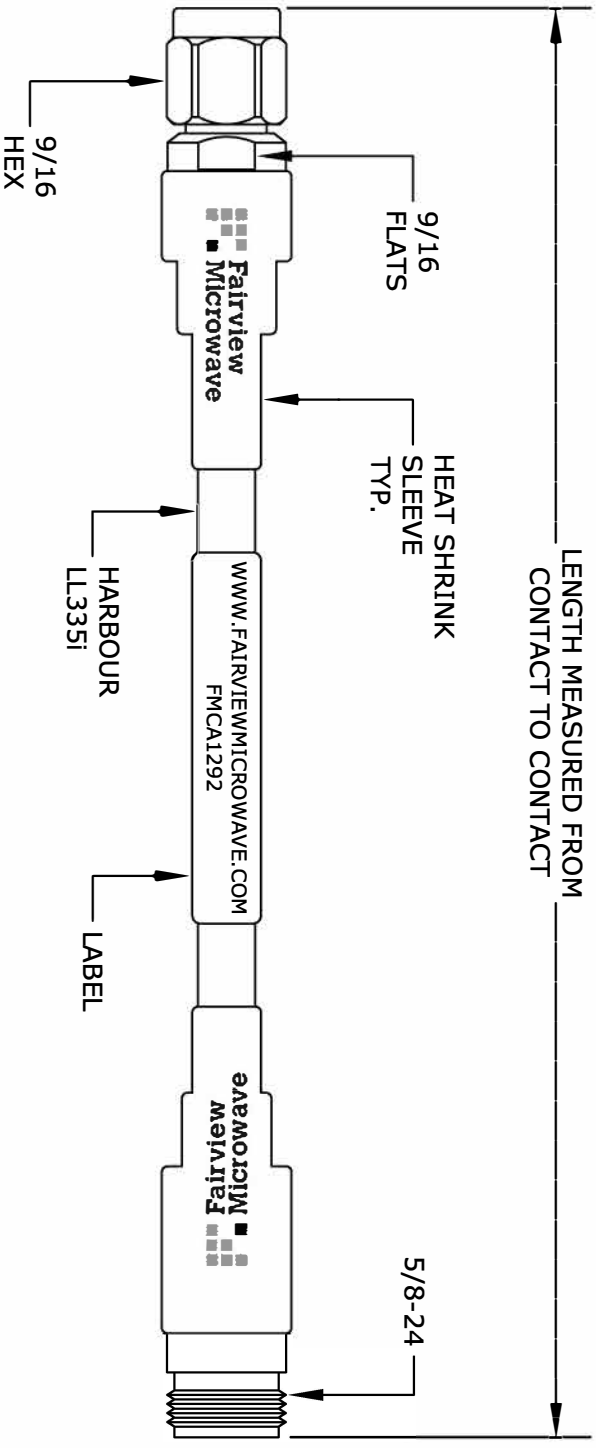 LENGTH MEASURED FROM
CONTACT TO CONTACT
9/16
FLATS
HEAT SHRINK
SLEEVE
TYP.
5/8-24
Fairview
Microwave
WWW.FAIRVIEWMICROWAVE.COM
FMCA1292
Fairview
Microwave
9/16
HEX
HARBOUR
LL335i
LABEL